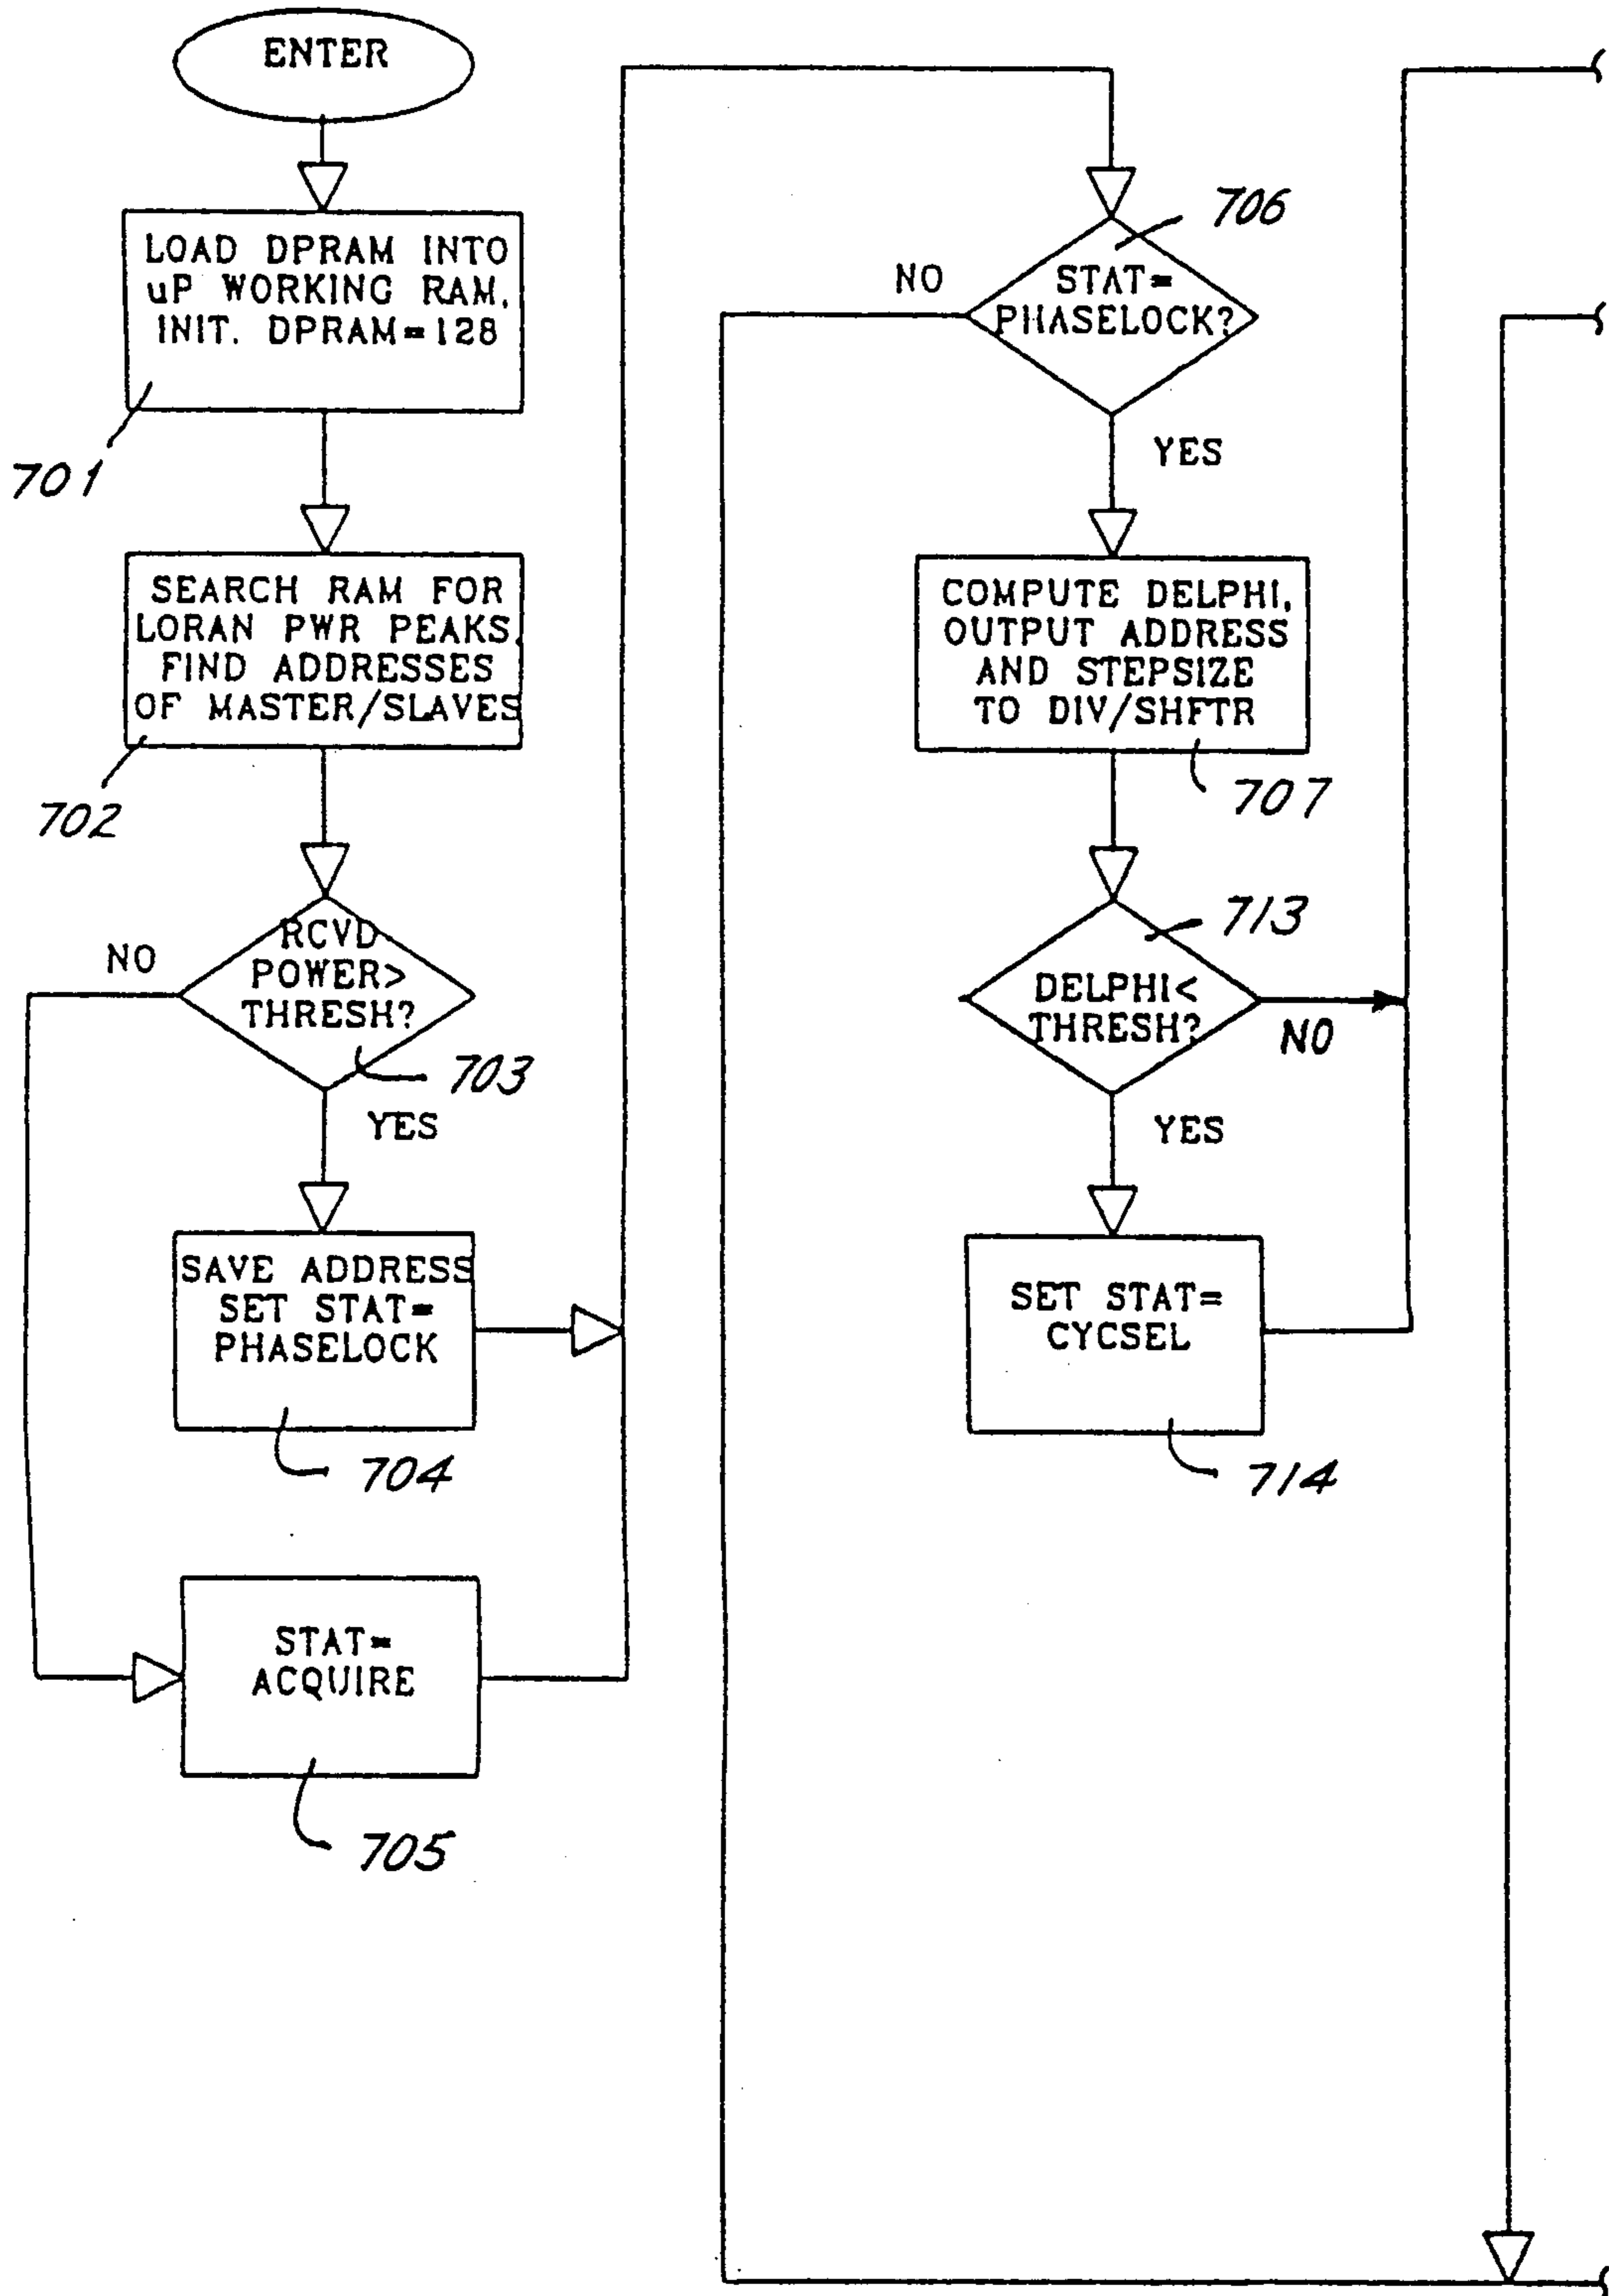 ENTER
LOAD DPRAM INTO
uP WORKING RAM.
INIT. DPRAM=128
701
SEARCH RAM FOR
LORAN PWR PEAKS.
FIND ADDRESSES
OF MASTER/SLAVES
702
RCVD
POWER>
THRESH?
NO
703
YES
SAVE ADDRESS
SET STAT=
PHASELOCK
704
STAT=
ACQUIRE
705
706
NO
STAT=
PHASELOCK?
YES
COMPUTE DELPHI.
OUTPUT ADDRESS
AND STEPSIZE
TO DIV/SHFTR
707
713
DELPHI<
THRESH?
NO
YES
SET STAT=
CYCSEL
714